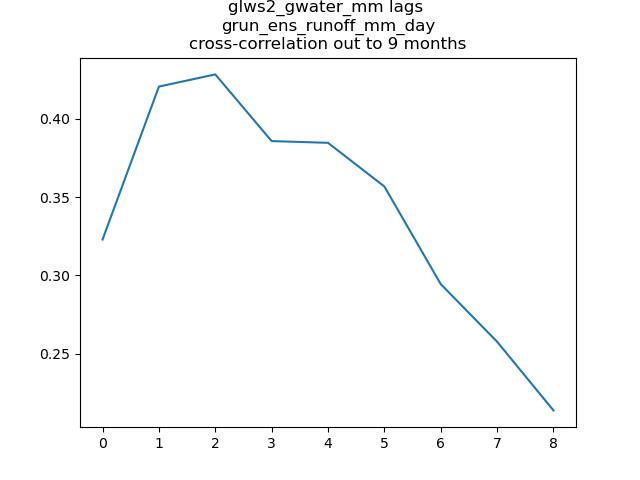 glws2_gwater_mm lags
grun_ens_runoff_mm_day
cross-correlation out to 9 months
0.40
0.35
0.30
0.25
0 1 2 3 4 5 6 7 8